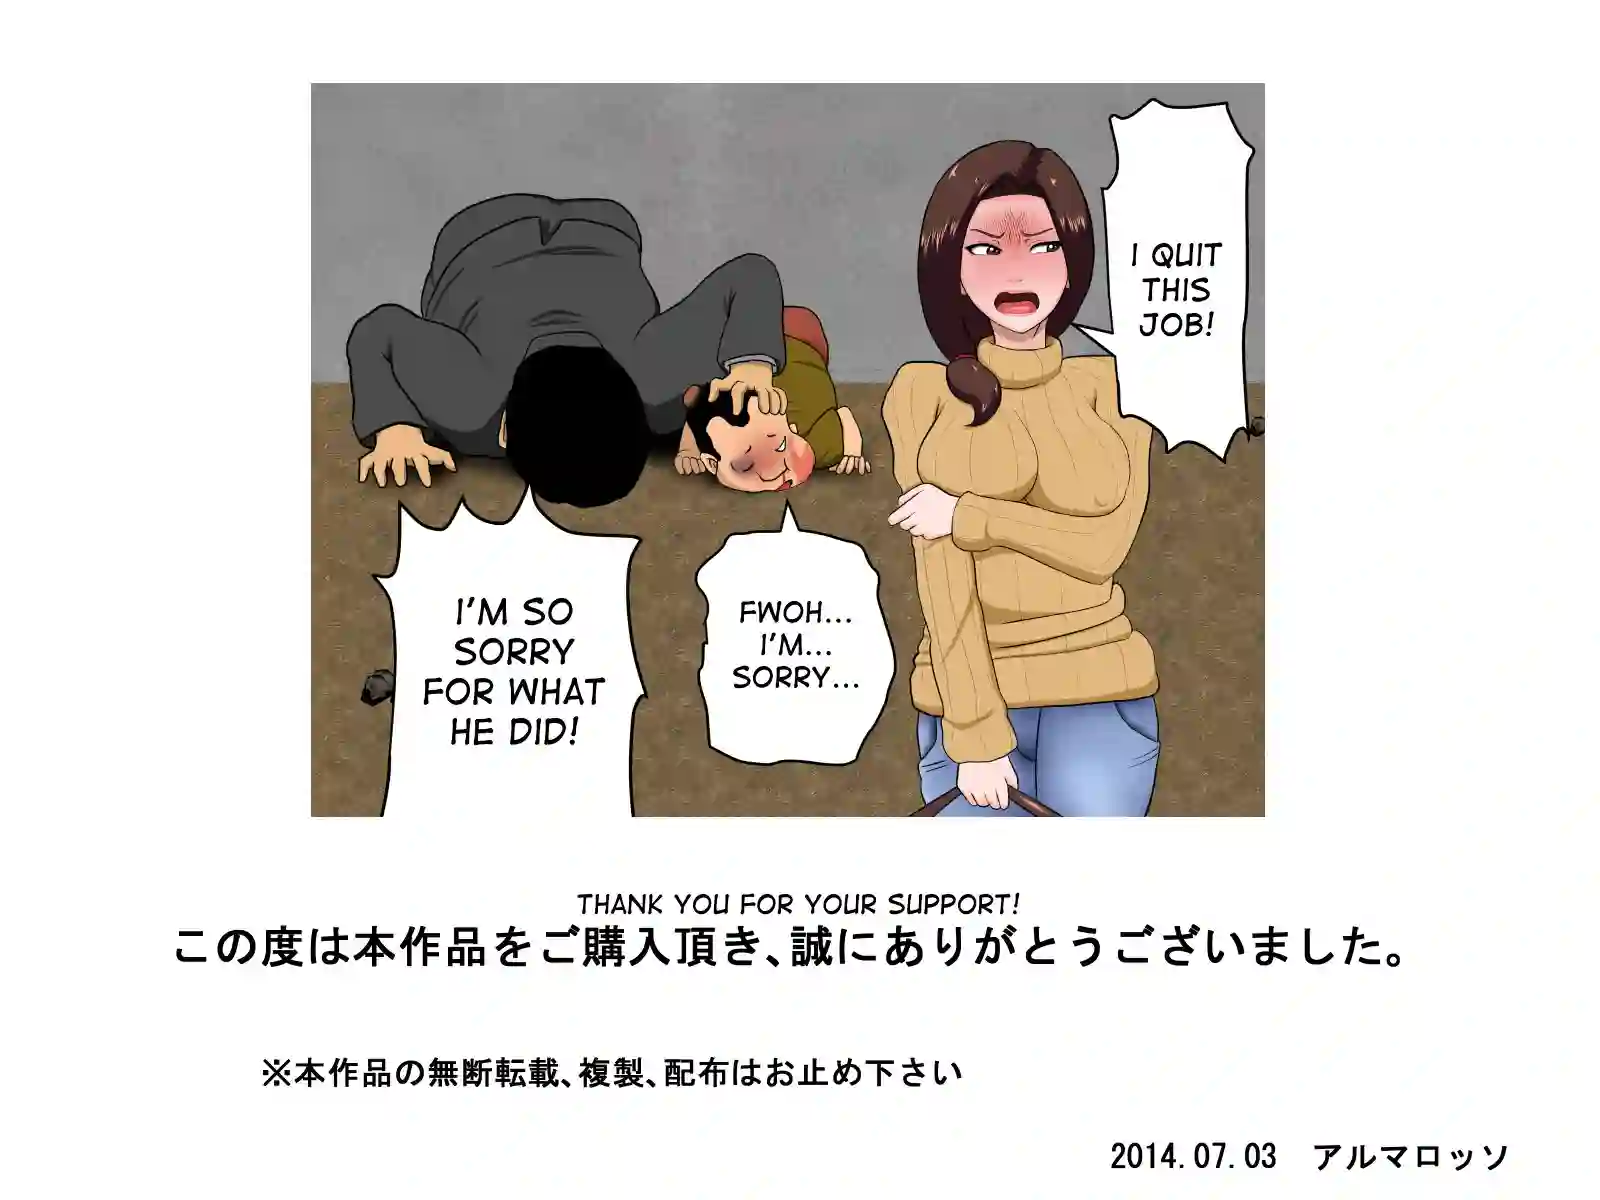 I QUIT
THIS
JOB!
I'M SO
SORRY
FOR WHAT
HE DID!
FWOH...
I'M...
SORRY...
THANK YOU FOR YOUR SUPPORT!
この度は本作品をご購入頂き、誠にありがとうございました。
※本作品の無断転載、複製、配布はお止め下さい
2014.07.03 アルマロッソ